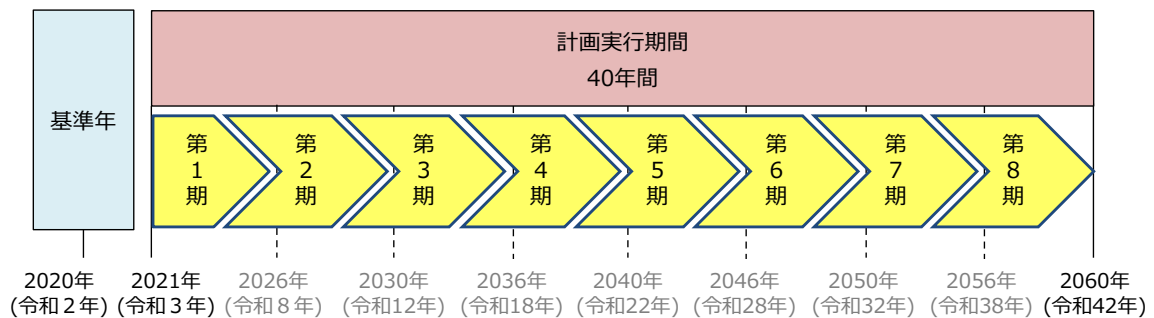 計画実行期間
40年間
基準年
第1期
第2期
第3期
第4期
第5期
第6期
第7期
第8期
2020年
(令和２年)
2021年
(令和３年)
2026年
(令和８年)
2030年
(令和12年)
2036年
(令和18年)
2040年
(令和22年)
2046年
(令和28年)
2050年
(令和32年)
2056年
(令和38年)
2060年
(令和42年)